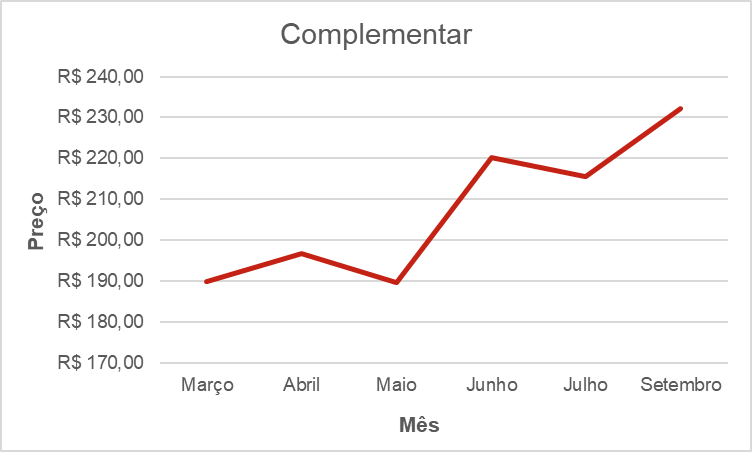 Complementar
R$ 240,00
R$ 230,00
R$ 220,00
R$ 210,00
R$ 200,00
R$ 190,00
R$ 180,00
R$ 170,00
Preço
Março Abril Maio Junho Julho Setembro
Mês